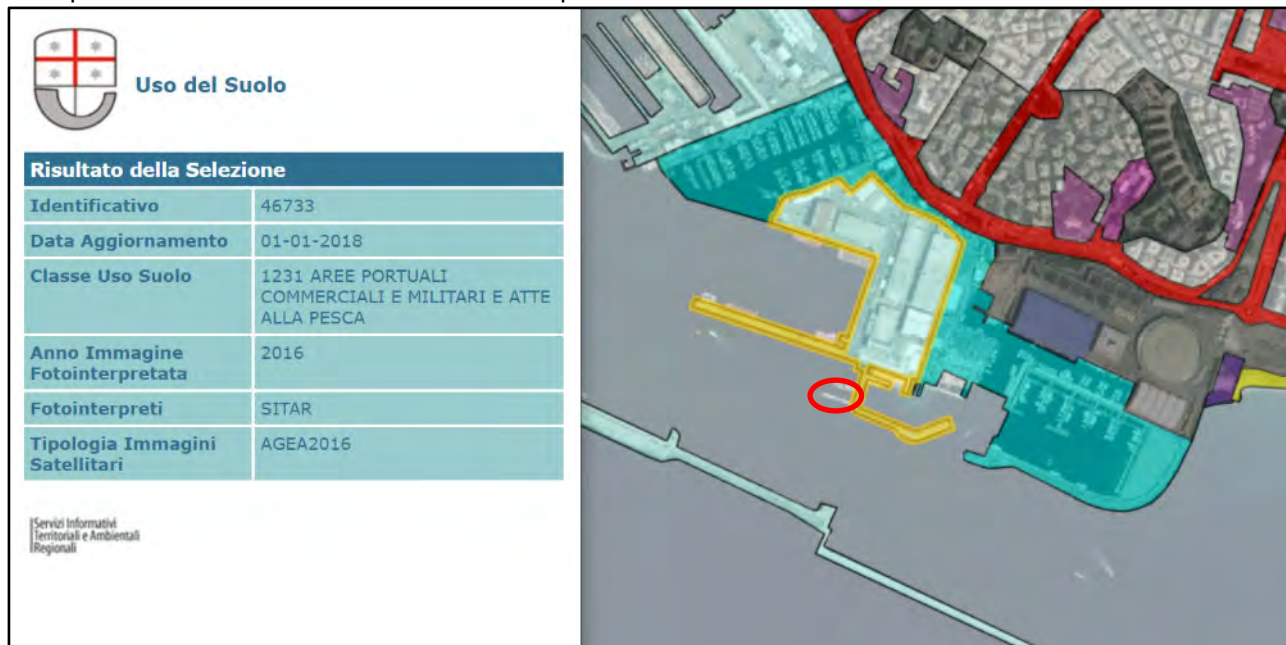 Uso del Suolo
Risultato della Selezione
Identificativo 46733
Data Aggiornamento 01-01-2018
Classe Uso Suolo 1231 AREE PORTUALI
COMMERCIALI E MILITARI E ATTE
ALLA PESCA
Anno Immagine 2016
Fotointerpretata
Fotointerpreti SITAR
Tipologia Immagini AGEA2016
Satellitari
Servizi Informativi
Territoriali e Ambientali
Regionali